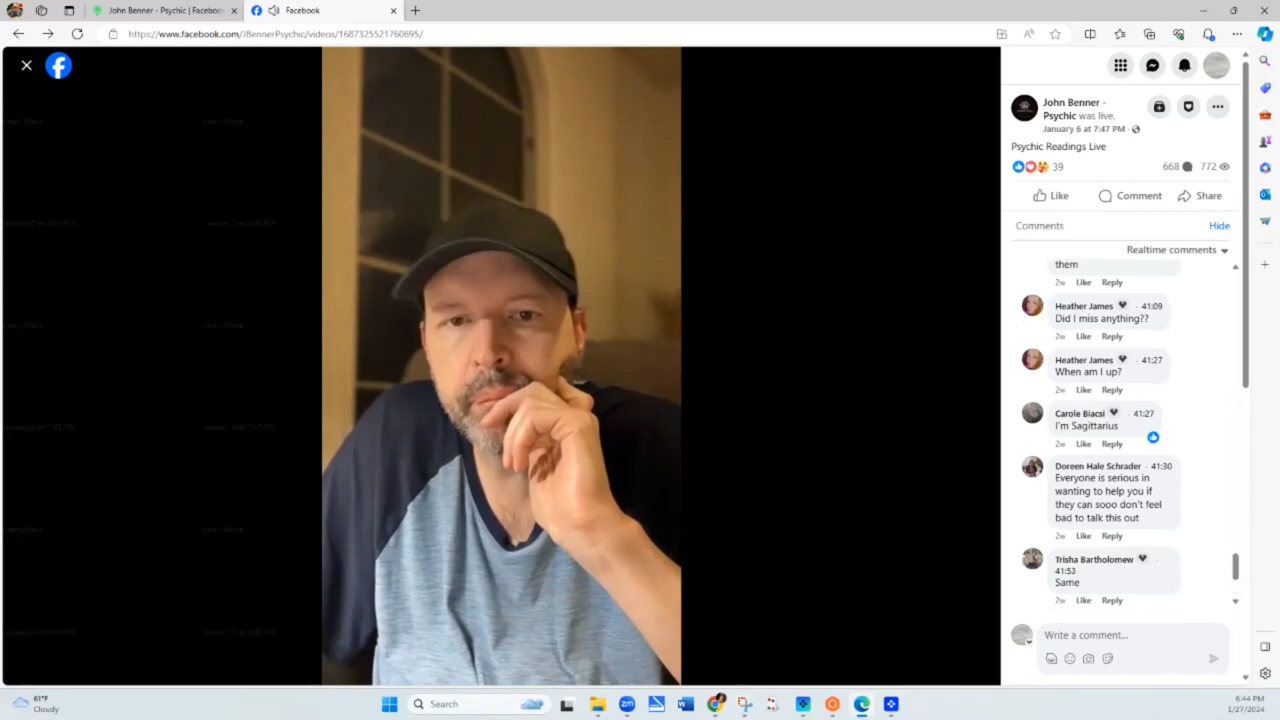 John Benner - Psychic | Faceboo
Facebook
https://www.facebook.com/JBennerPsychic/videos/1687325521760695/
John Benner -
Psychic was live.
January 6 at 7:47 PM
Psychic Readings Live
39
668
772
Like
Comment
Share
Comments
Hide
Realtime comments
them
2w Like Reply
Heather James · 41:09
Did I miss anything??
2w Like Reply
Heather James · 41:27
When am I up?
2w Like Reply
Carole Biacsi · 41:27
I'm Sagittarius
2w Like Reply
Doreen Hale Schrader · 41:30
Everyone is serious in
wanting to help you if
they can sooo don't feel
bad to talk this out
2w Like Reply
Trisha Bartholomew ·
41:53
Same
2w Like Reply
Write a comment...
61°F
Cloudy
Search
zm
W
6:44 PM
1/27/2024